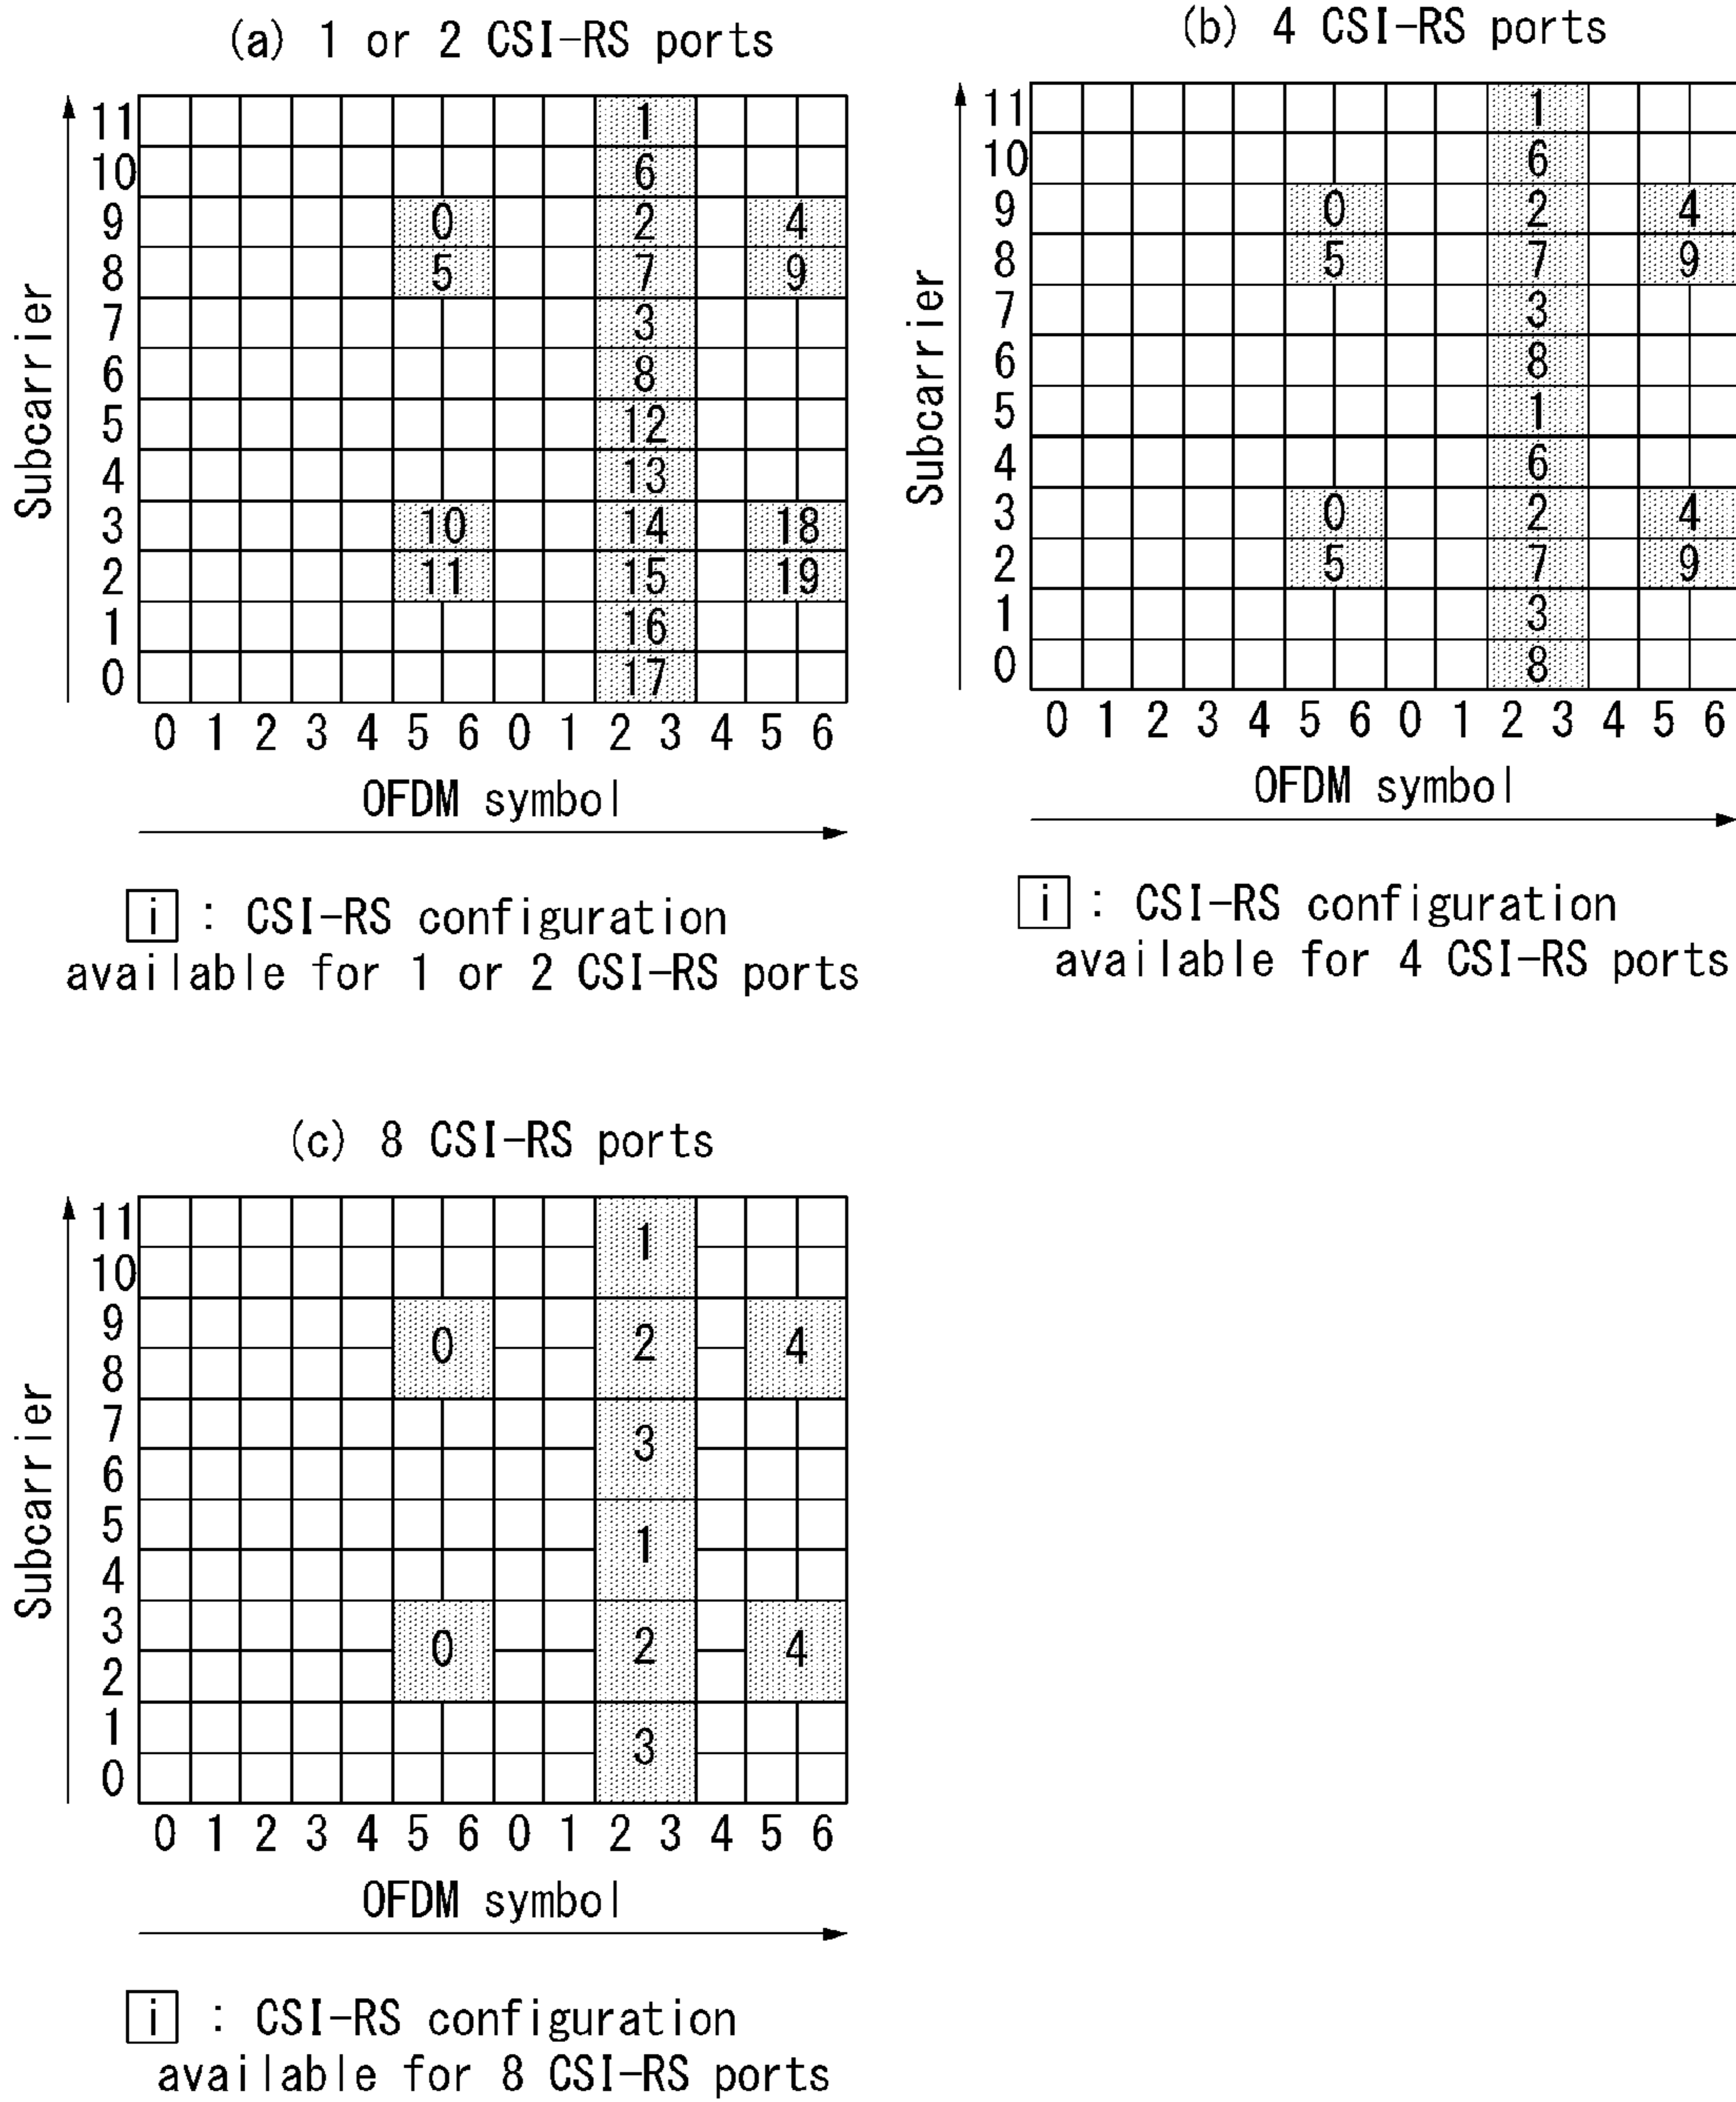 (a) 1 or 2 CSI-RS ports
11 1
10 6
9 0 2 4
8 5 7 9
7 3
6 8
5 12
4 13
3 10 14 18
2 11 15 19
1 16
0 17
Subcarrier
0 1 2 3 4 5 6 0 1 2 3 4 5 6
OFDM symbol
i : CSI-RS configuration
available for 1 or 2 CSI-RS ports
(b) 4 CSI-RS ports
11 1
10 6
9 0 2 4
8 5 7 9
7 3
6 8
5 1
4 6
3 0 2 4
2 5 7 9
1 3
0 8
Subcarrier
0 1 2 3 4 5 6 0 1 2 3 4 5 6
OFDM symbol
i : CSI-RS configuration
available for 4 CSI-RS ports
(c) 8 CSI-RS ports
11
1
10
9
0 2 4
8
7
3
6
5
1
4
3
0 2 4
2
1
3
0
Subcarrier
0 1 2 3 4 5 6 0 1 2 3 4 5 6
OFDM symbol
i : CSI-RS configuration
available for 8 CSI-RS ports